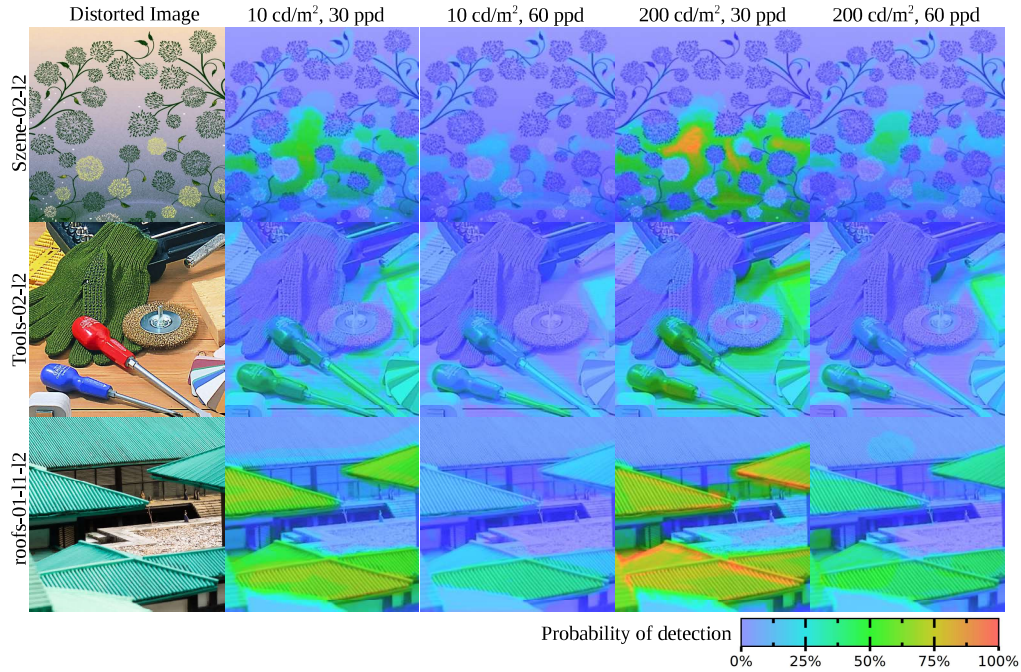 Distorted Image
10 cd/m², 30 ppd
10 cd/m², 60 ppd
200 cd/m², 30 ppd
200 cd/m², 60 ppd
Szene-02-l2
Tools-02-l2
roofs-01-l1-l2
Probability of detection
0% 25% 50% 75% 100%